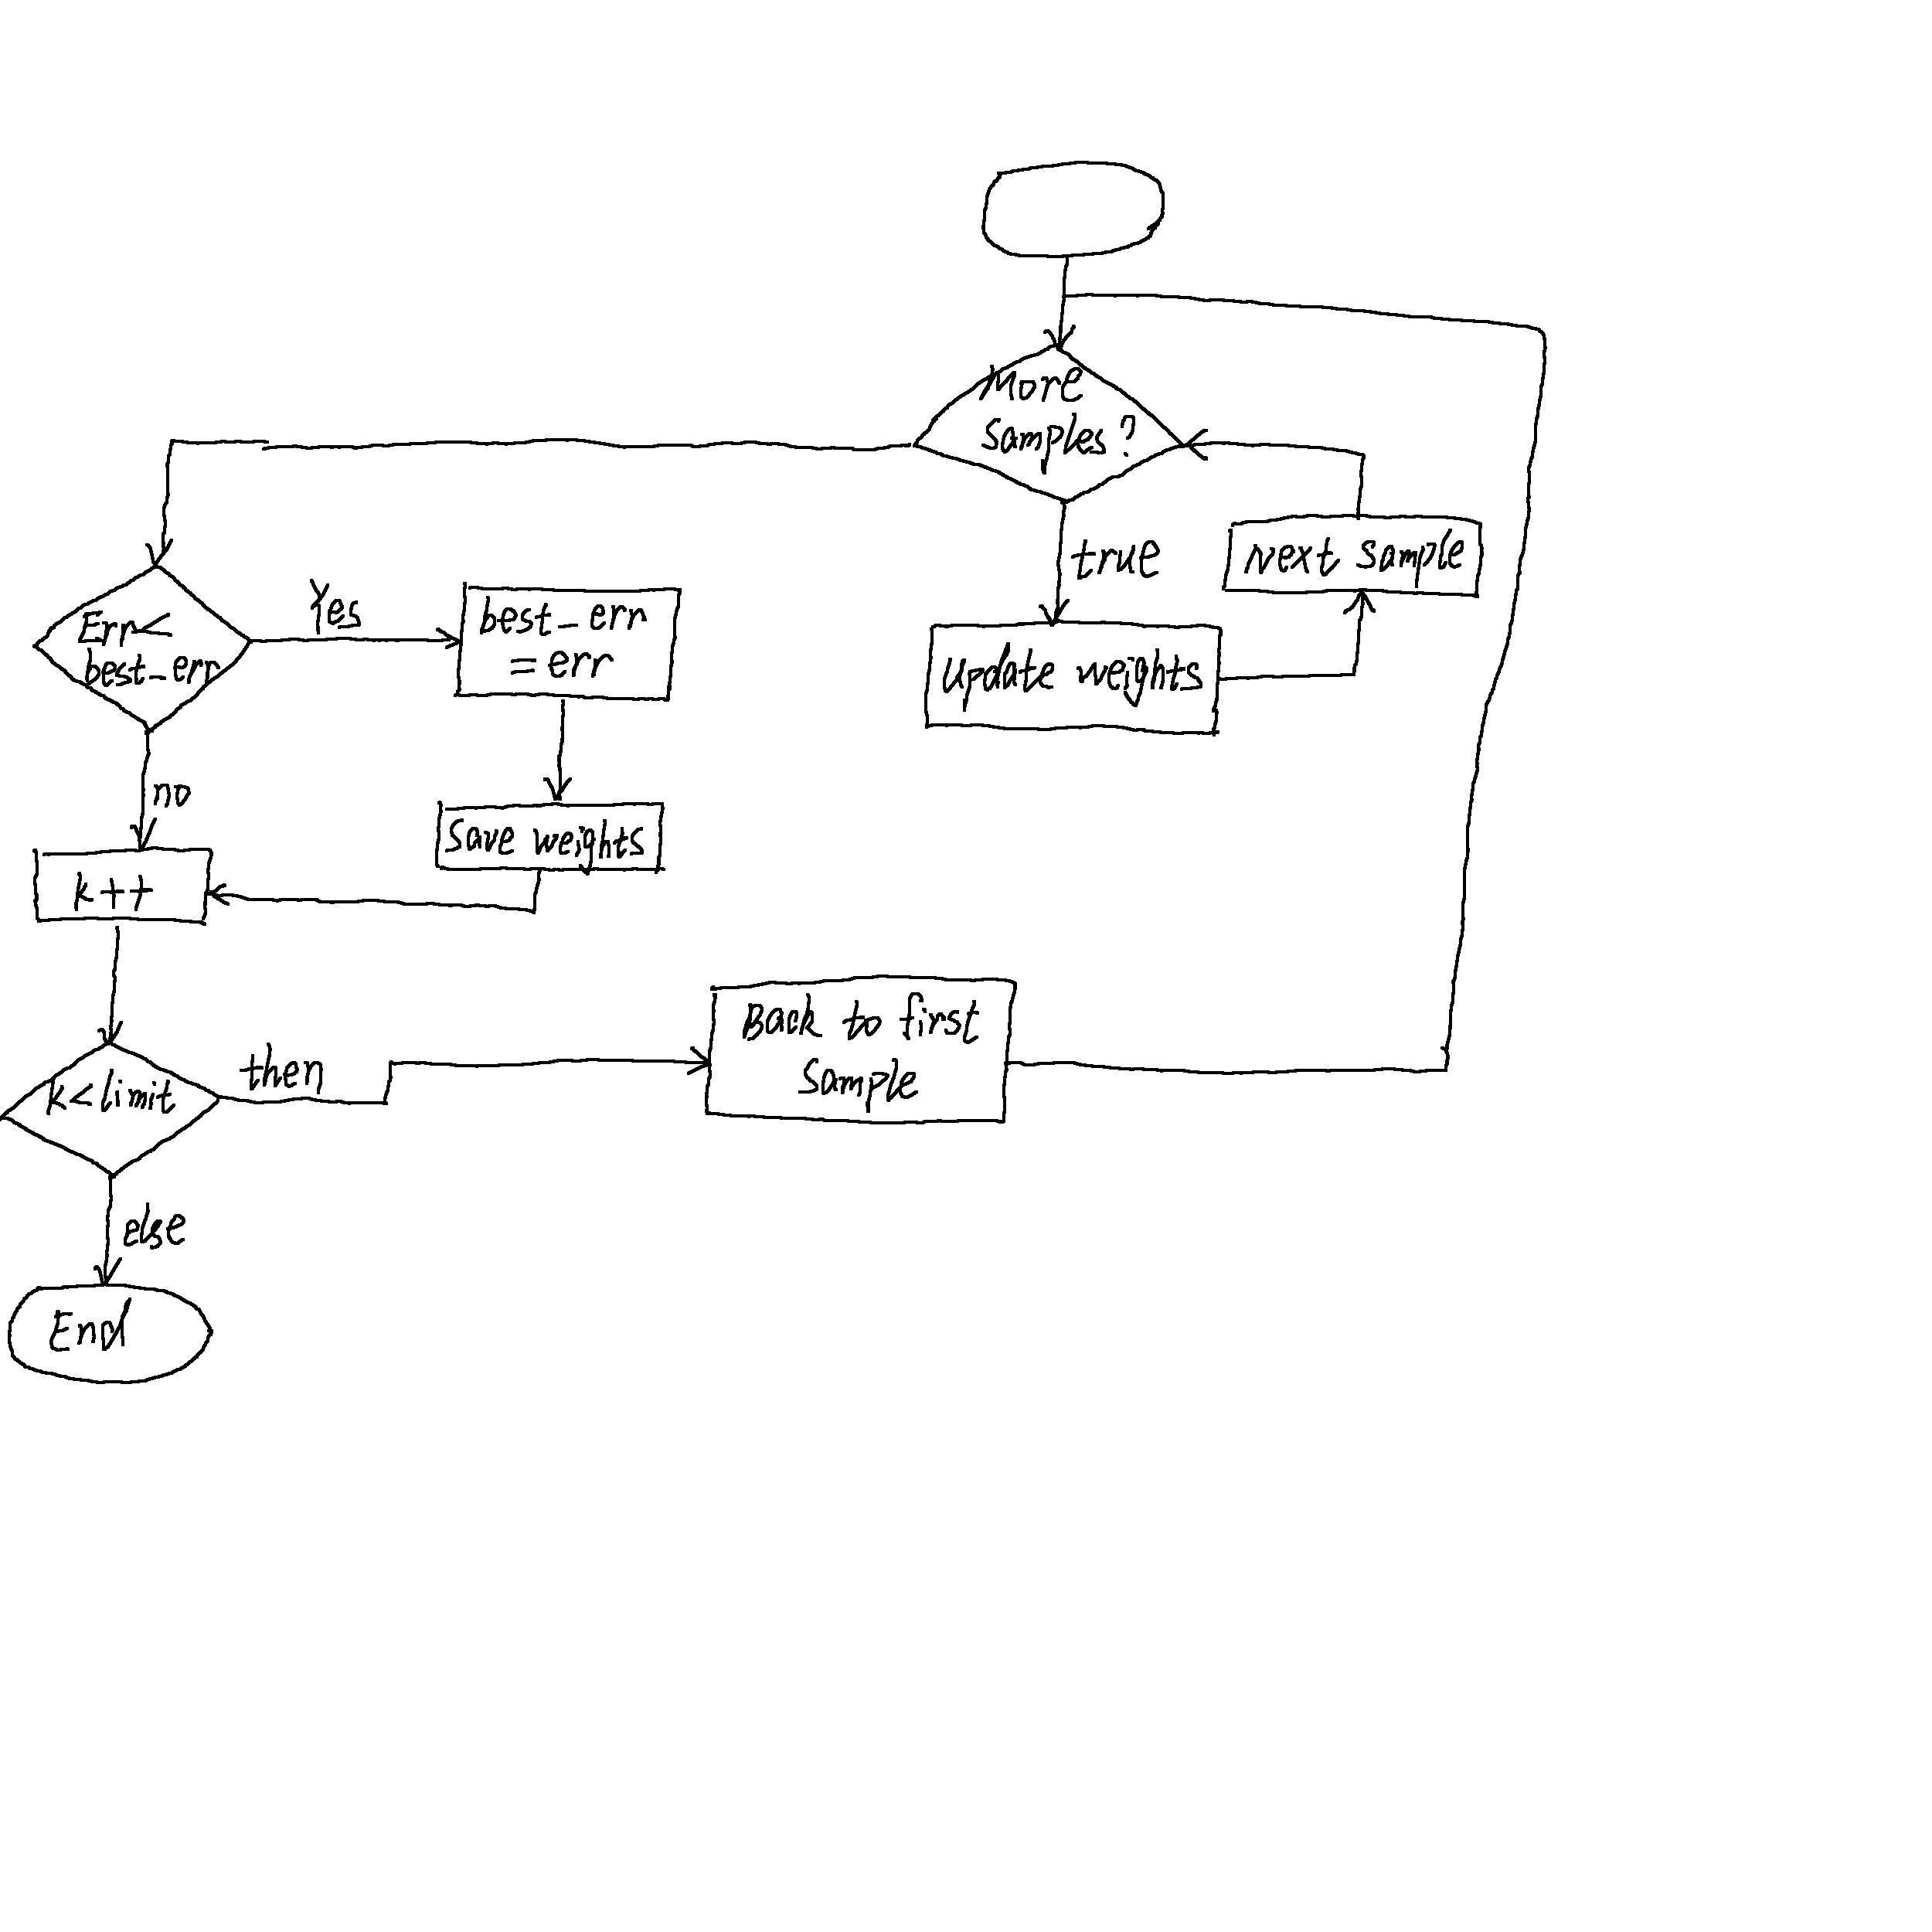 More
samples?
true
Next sample
Update weights
Err<
best_err
Yes
best_err
= err
no
Save weights
k++
k<limit
then
Back to first
Sample
else
End